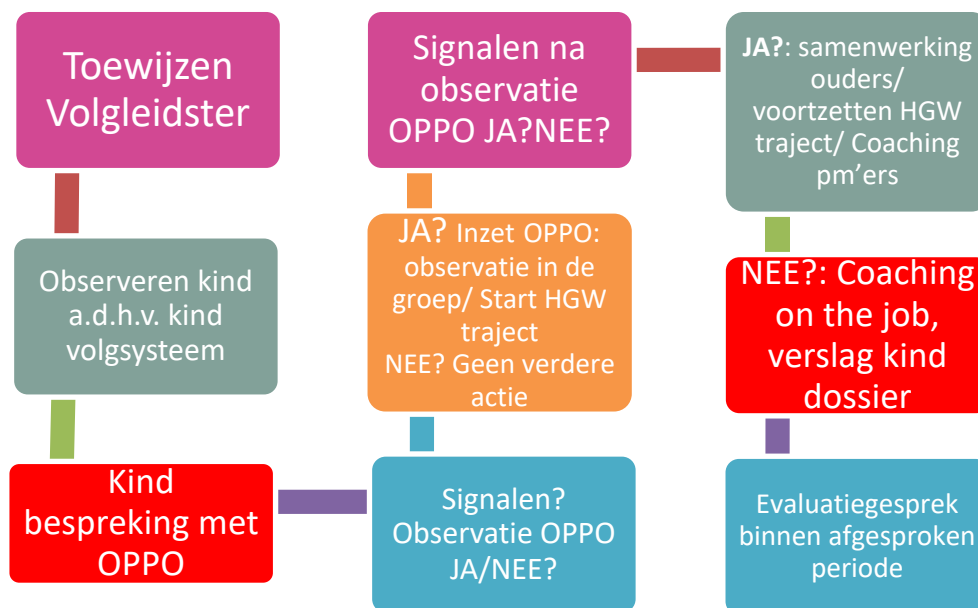 Toewijzen
Volgleidster
Observeren kind
a.d.h.v. kind
volgsysteem
Kind
bespreking met
OPPO
Signalen?
Observatie OPPO
JA/NEE?
JA? Inzet OPPO:
observatie in de
groep/ Start HGW
traject
NEE? Geen verdere
actie
Signalen na
observatie
OPPO JA?NEE?
JA?: samenwerking
ouders/
voortzetten HGW
traject/ Coaching
pm’ers
NEE?: Coaching
on the job,
verslag kind
dossier
Evaluatiegesprek
binnen afgesproken
periode